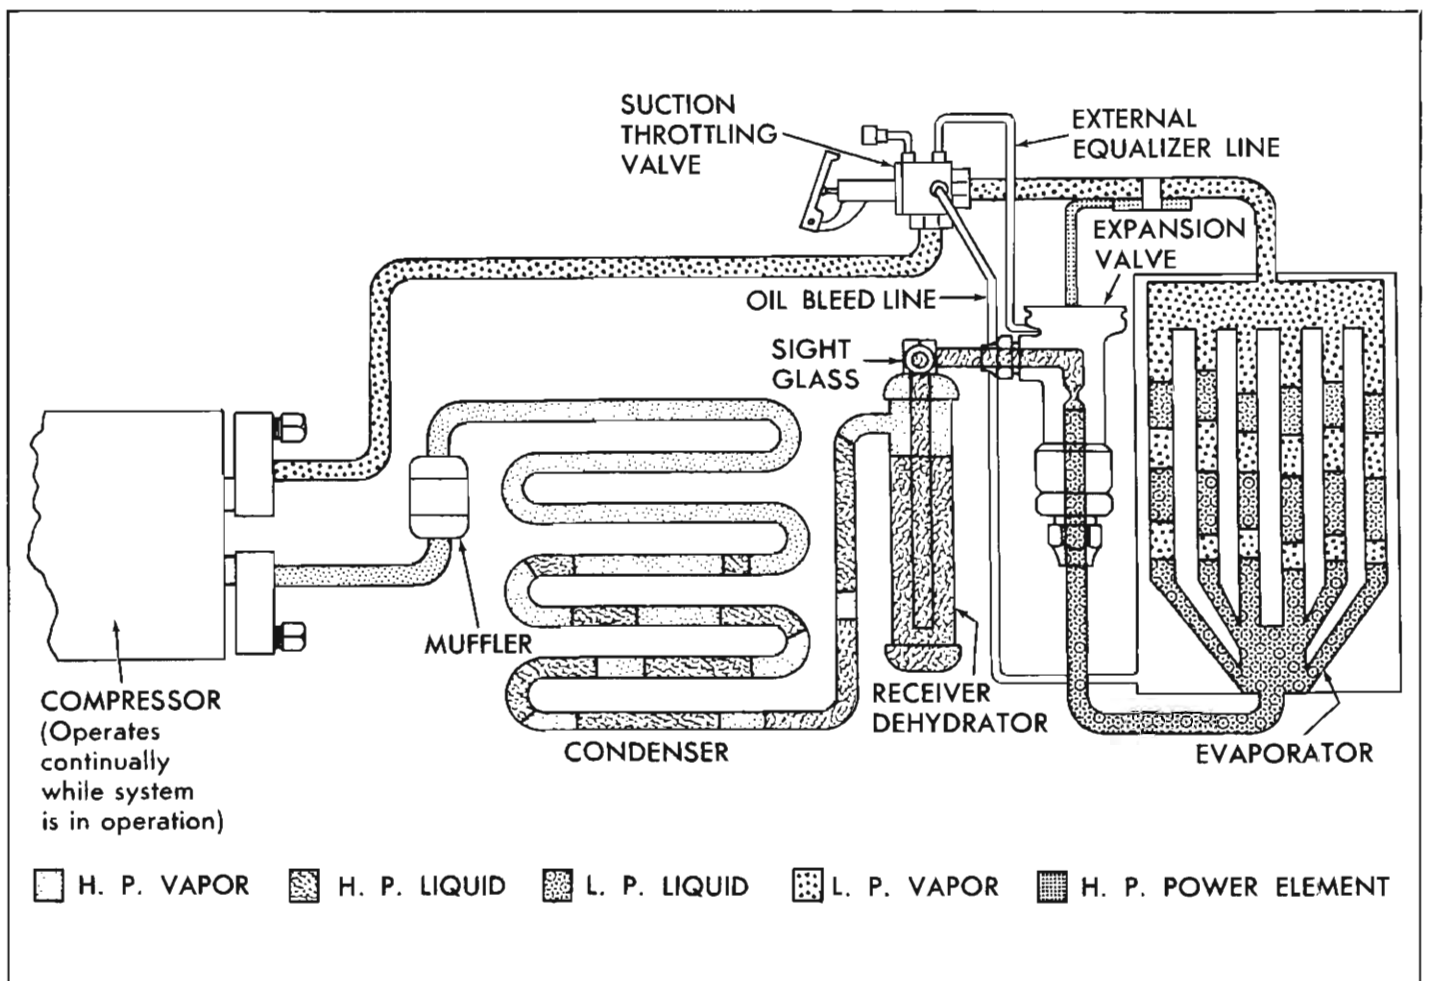 SUCTION
THROTTLING
VALVE
EXTERNAL
EQUALIZER LINE
EXPANSION
VALVE
OIL BLEED LINE
SIGHT
GLASS
MUFFLER
COMPRESSOR
(Operates
continually
while system
is in operation)
CONDENSER
RECEIVER
DEHYDRATOR
EVAPORATOR
H. P. VAPOR
H. P. LIQUID
L. P. LIQUID
L. P. VAPOR
H. P. POWER ELEMENT